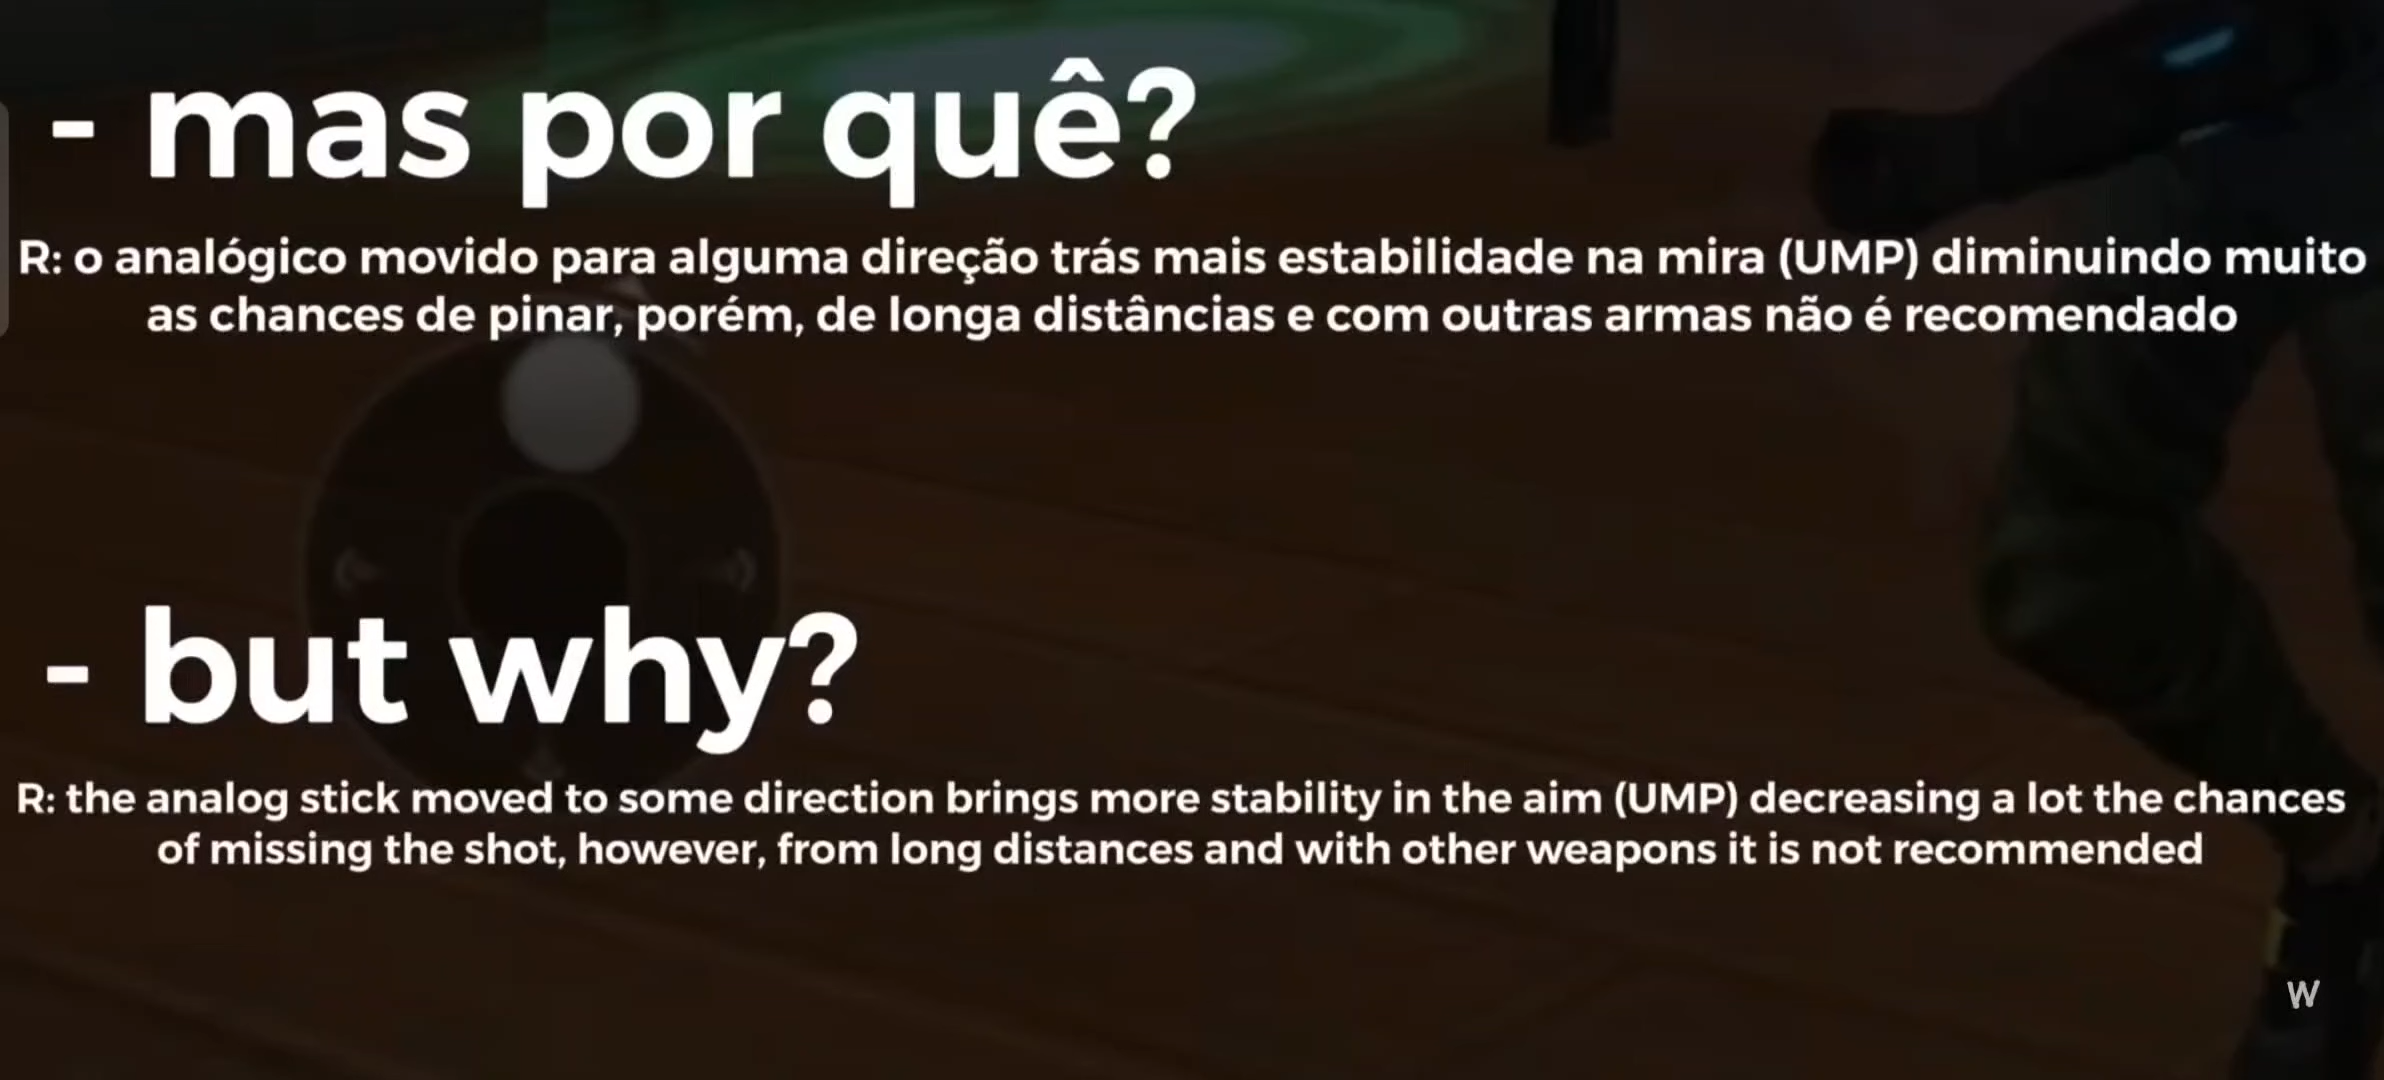 - mas por quê?
R: o analógico movido para alguma direção trás mais estabilidade na mira (UMP) diminuindo muito
as chances de pinar, porém, de longa distâncias e com outras armas não é recomendado
- but why?
R: the analog stick moved to some direction brings more stability in the aim (UMP) decreasing a lot the chances
of missing the shot, however, from long distances and with other weapons it is not recommended
W